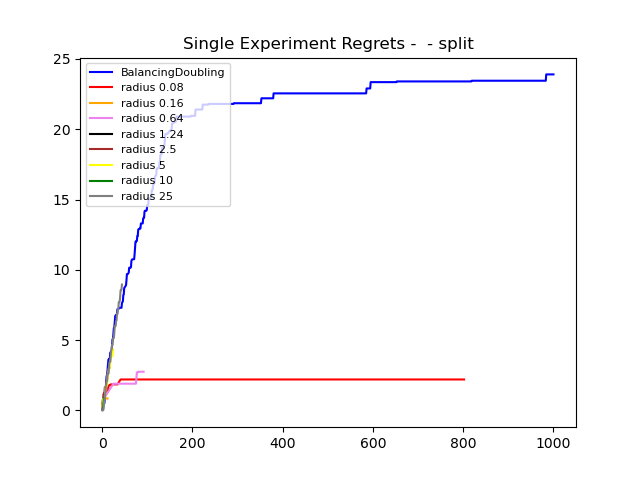 Single Experiment Regrets -  - split
25
20
15
10
5
0
BalancingDoubling
radius 0.08
radius 0.16
radius 0.64
radius 1.24
radius 2.5
radius 5
radius 10
radius 25
0 200 400 600 800 1000